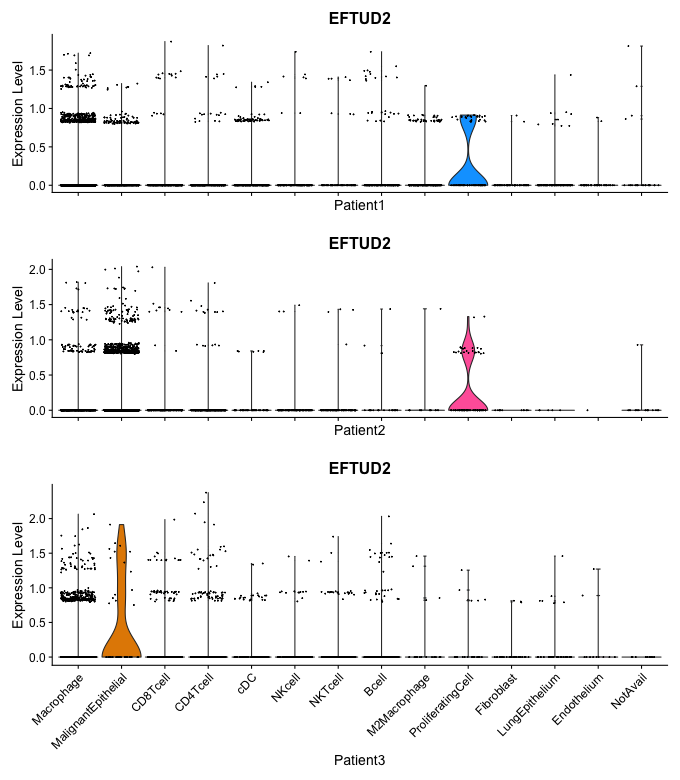 EFTUD2
Expression Level
1.5
1.0
0.5
0.0
Patient1
EFTUD2
Expression Level
2.0
1.5
1.0
0.5
0.0
Patient2
EFTUD2
Expression Level
2.0
1.5
1.0
0.5
0.0
Macrophage
MalignantEpithelial
CD8Tcell
CD4Tcell
cDC
NKcell
NKTcell
Bcell
M2Macrophage
ProliferatingCell
Fibroblast
LungEpithelium
Endothelium
NotAvail
Patient3